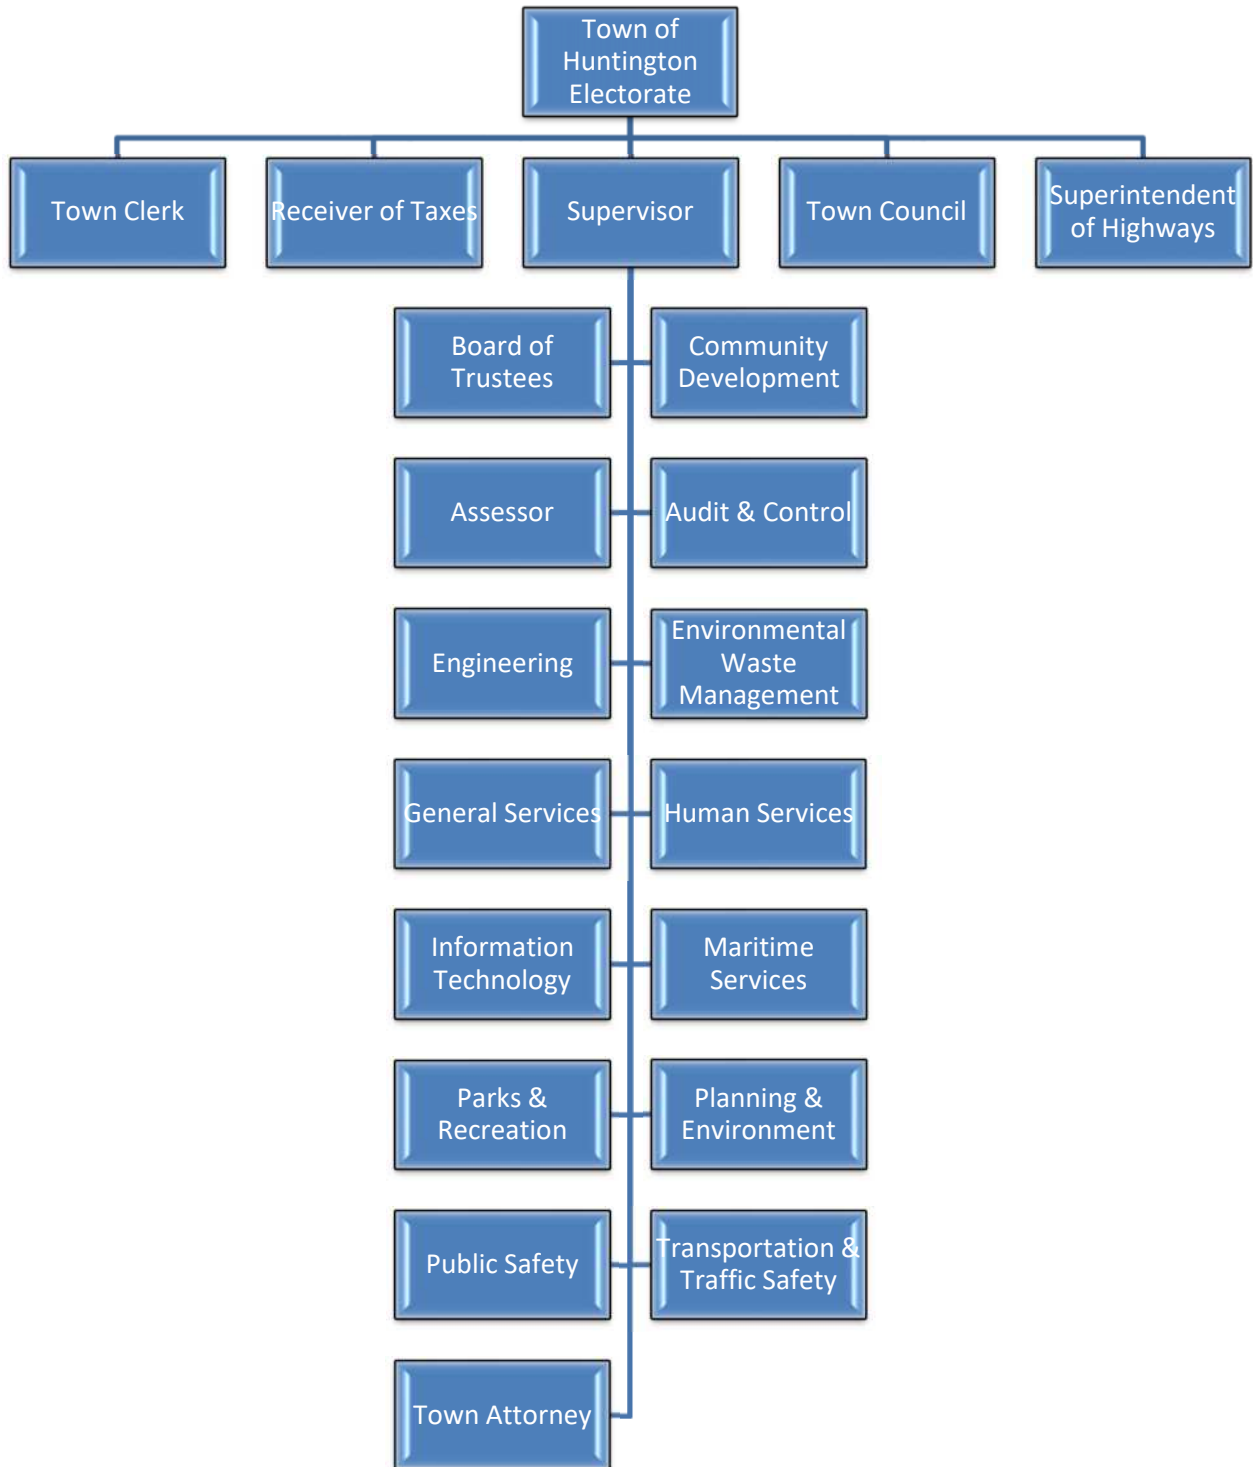 Town of
Huntington
Electorate
Town Clerk
Receiver of Taxes
Supervisor
Town Council
Superintendent
of Highways
Board of
Trustees
Community
Development
Assessor
Audit & Control
Engineering
Environmental
Waste
Management
General Services
Human Services
Information
Technology
Maritime
Services
Parks &
Recreation
Planning &
Environment
Public Safety
Transportation &
Traffic Safety
Town Attorney